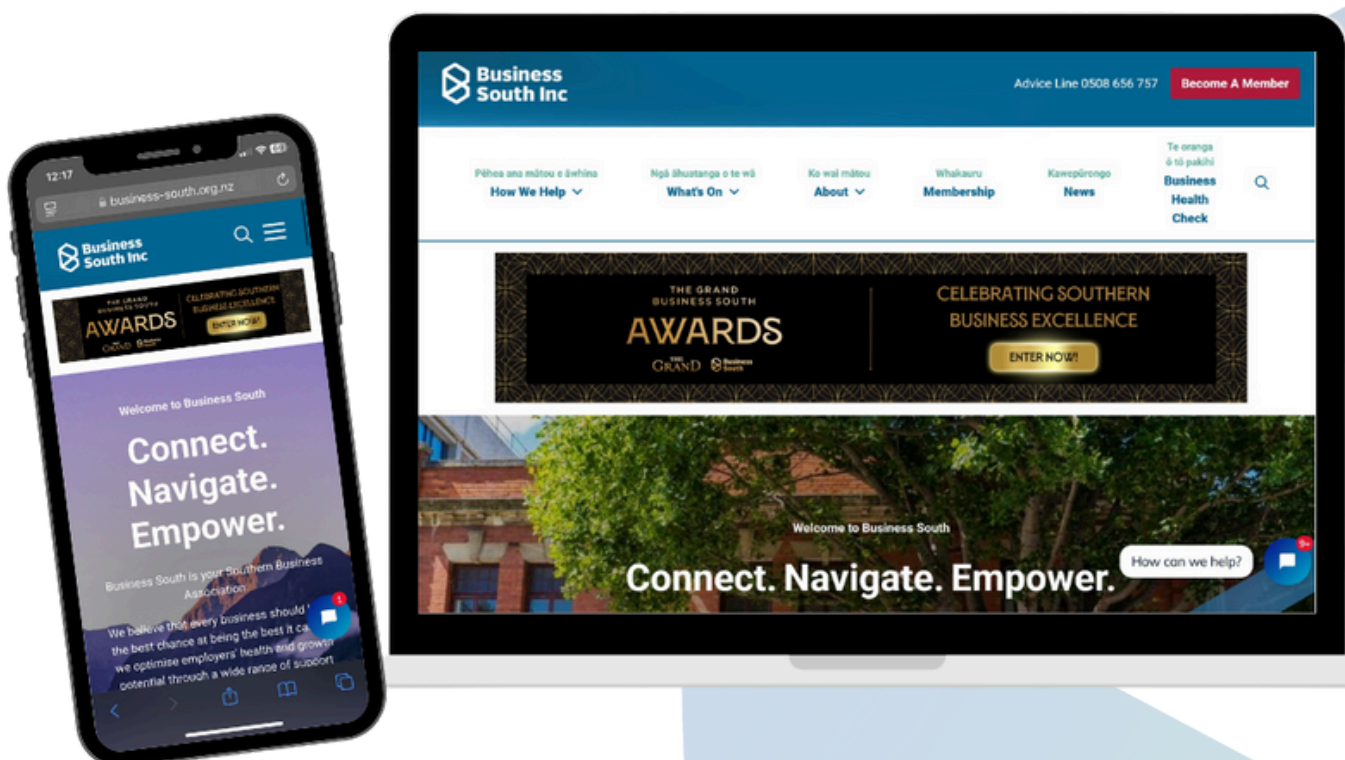 12:17
business-south.org.nz
Business
South Inc
THE GRAND
BUSINESS SOUTH
AWARDS
THE
GRAND
Business
South
CELEBRATING SOUTHERN
BUSINESS EXCELLENCE
ENTER NOW!
Welcome to Business South
Connect.
Navigate.
Empower.
Business South is your Southern Business
Association
We believe that every business should
the best chance at being the best it
we optimise employers' health and growth
potential through a wide range of support
1
Business
South Inc
Advice Line 0508 656 757
Become A Member
Pēhea ana mātou e āwhina
How We Help
Ngā āhuatanga o te wā
What's On
Ko wai mātou
About
Whakauru
Membership
Kawepūrongo
News
Te oranga
ō tō pakihi
Business
Health
Check
THE GRAND
BUSINESS SOUTH
AWARDS
THE
GRAND
Business
South
CELEBRATING SOUTHERN
BUSINESS EXCELLENCE
ENTER NOW!
Welcome to Business South
Connect. Navigate. Empower.
How can we help?
9+